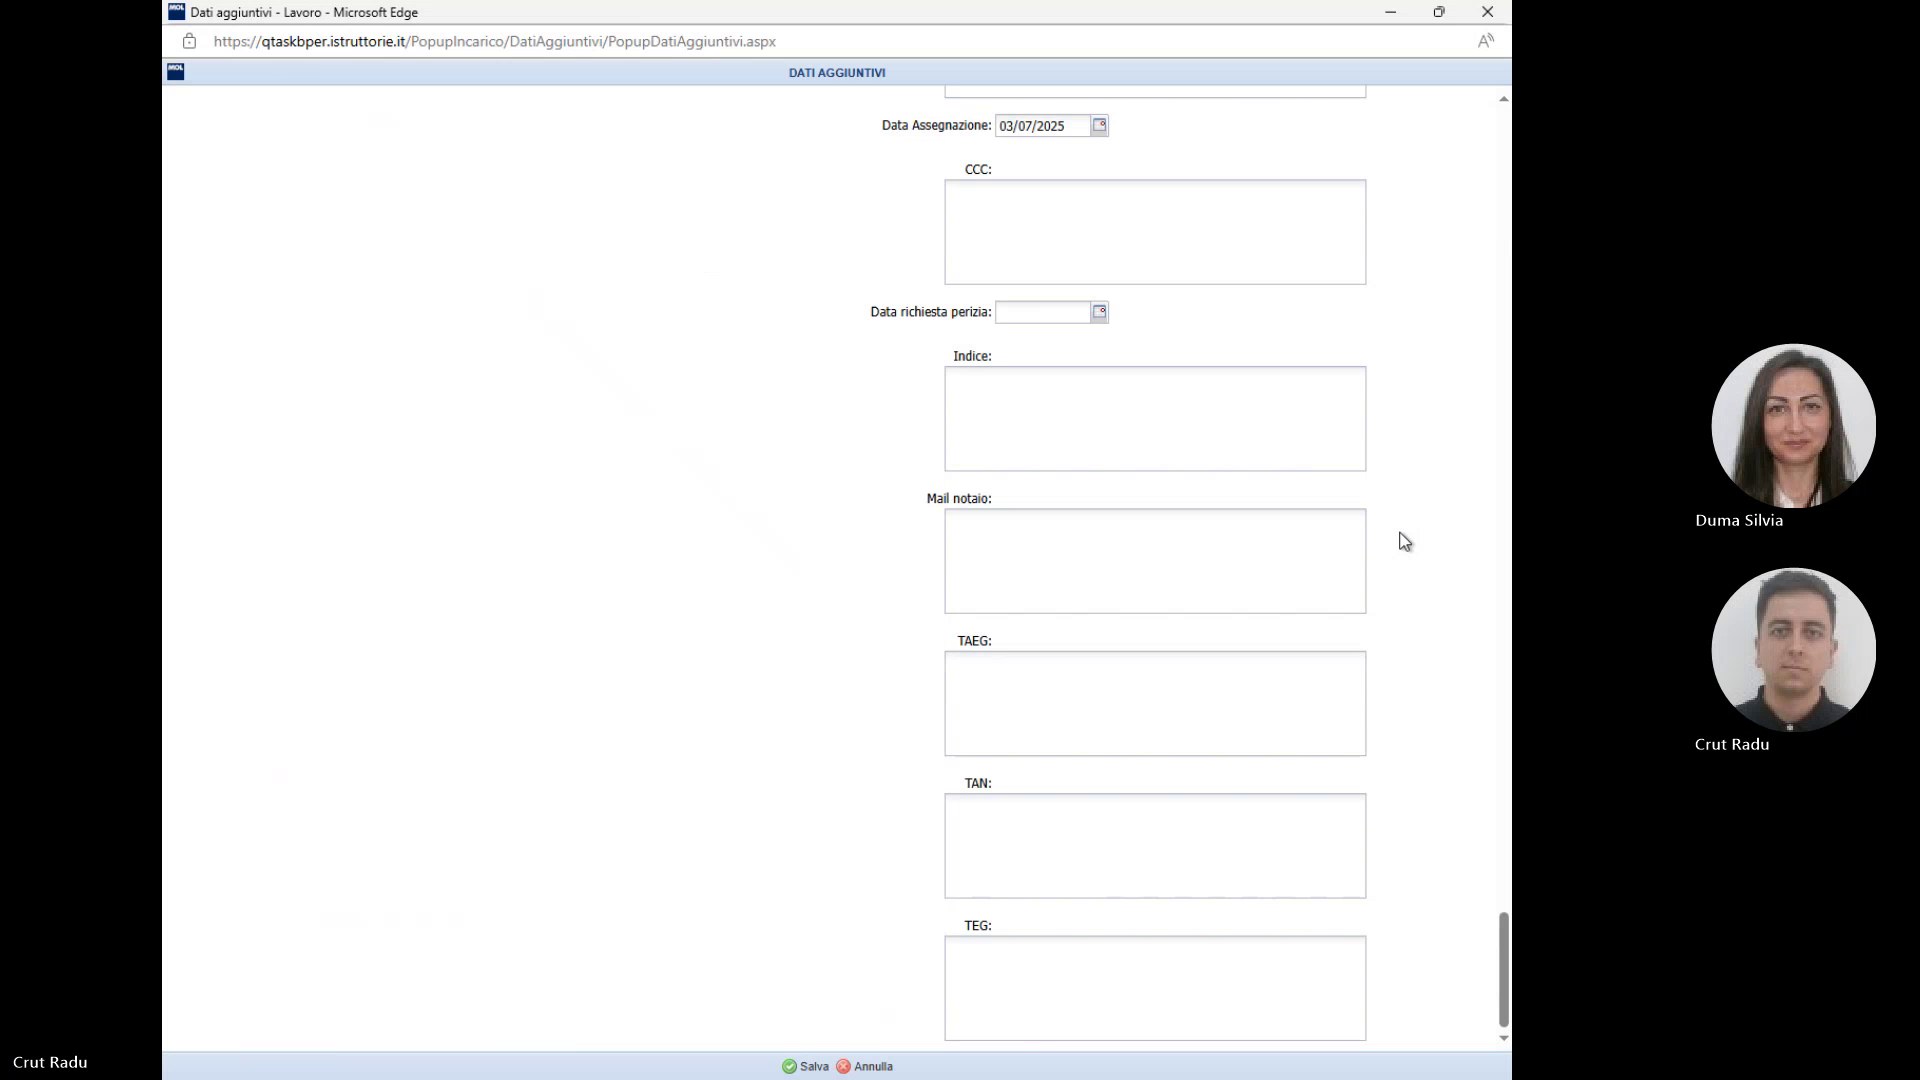 MOL Dati aggiuntivi - Lavoro - Microsoft Edge
https://qtaskbper.istruttorie.it/PopupIncarico/DatiAggiuntivi/PopupDatiAggiuntivi.aspx
MOL DATI AGGIUNTIVI
Data Assegnazione: 03/07/2025
CCC:
Data richiesta perizia:
Indice:
Mail notaio:
TAEG:
TAN:
TEG:
Salva Annulla
Duma Silvia
Crut Radu
Crut Radu